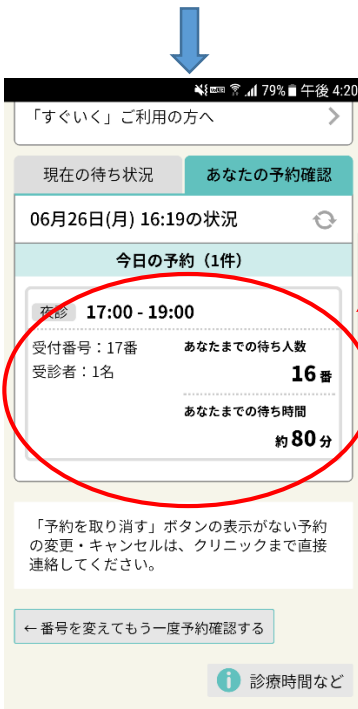 79% 午後 4:20
「すぐいく」ご利用の方へ
現在の待ち状況
あなたの予約確認
06月26日(月) 16:19の状況
今日の予約（1件）
夜診 17:00 - 19:00
受付番号：17番
受診者：1名
あなたまでの待ち人数
16番
あなたまでの待ち時間
約80分
「予約を取り消す」ボタンの表示がない予約
の変更・キャンセルは、クリニックまで直接
連絡してください。
← 番号を変えてもう一度予約確認する
診療時間など